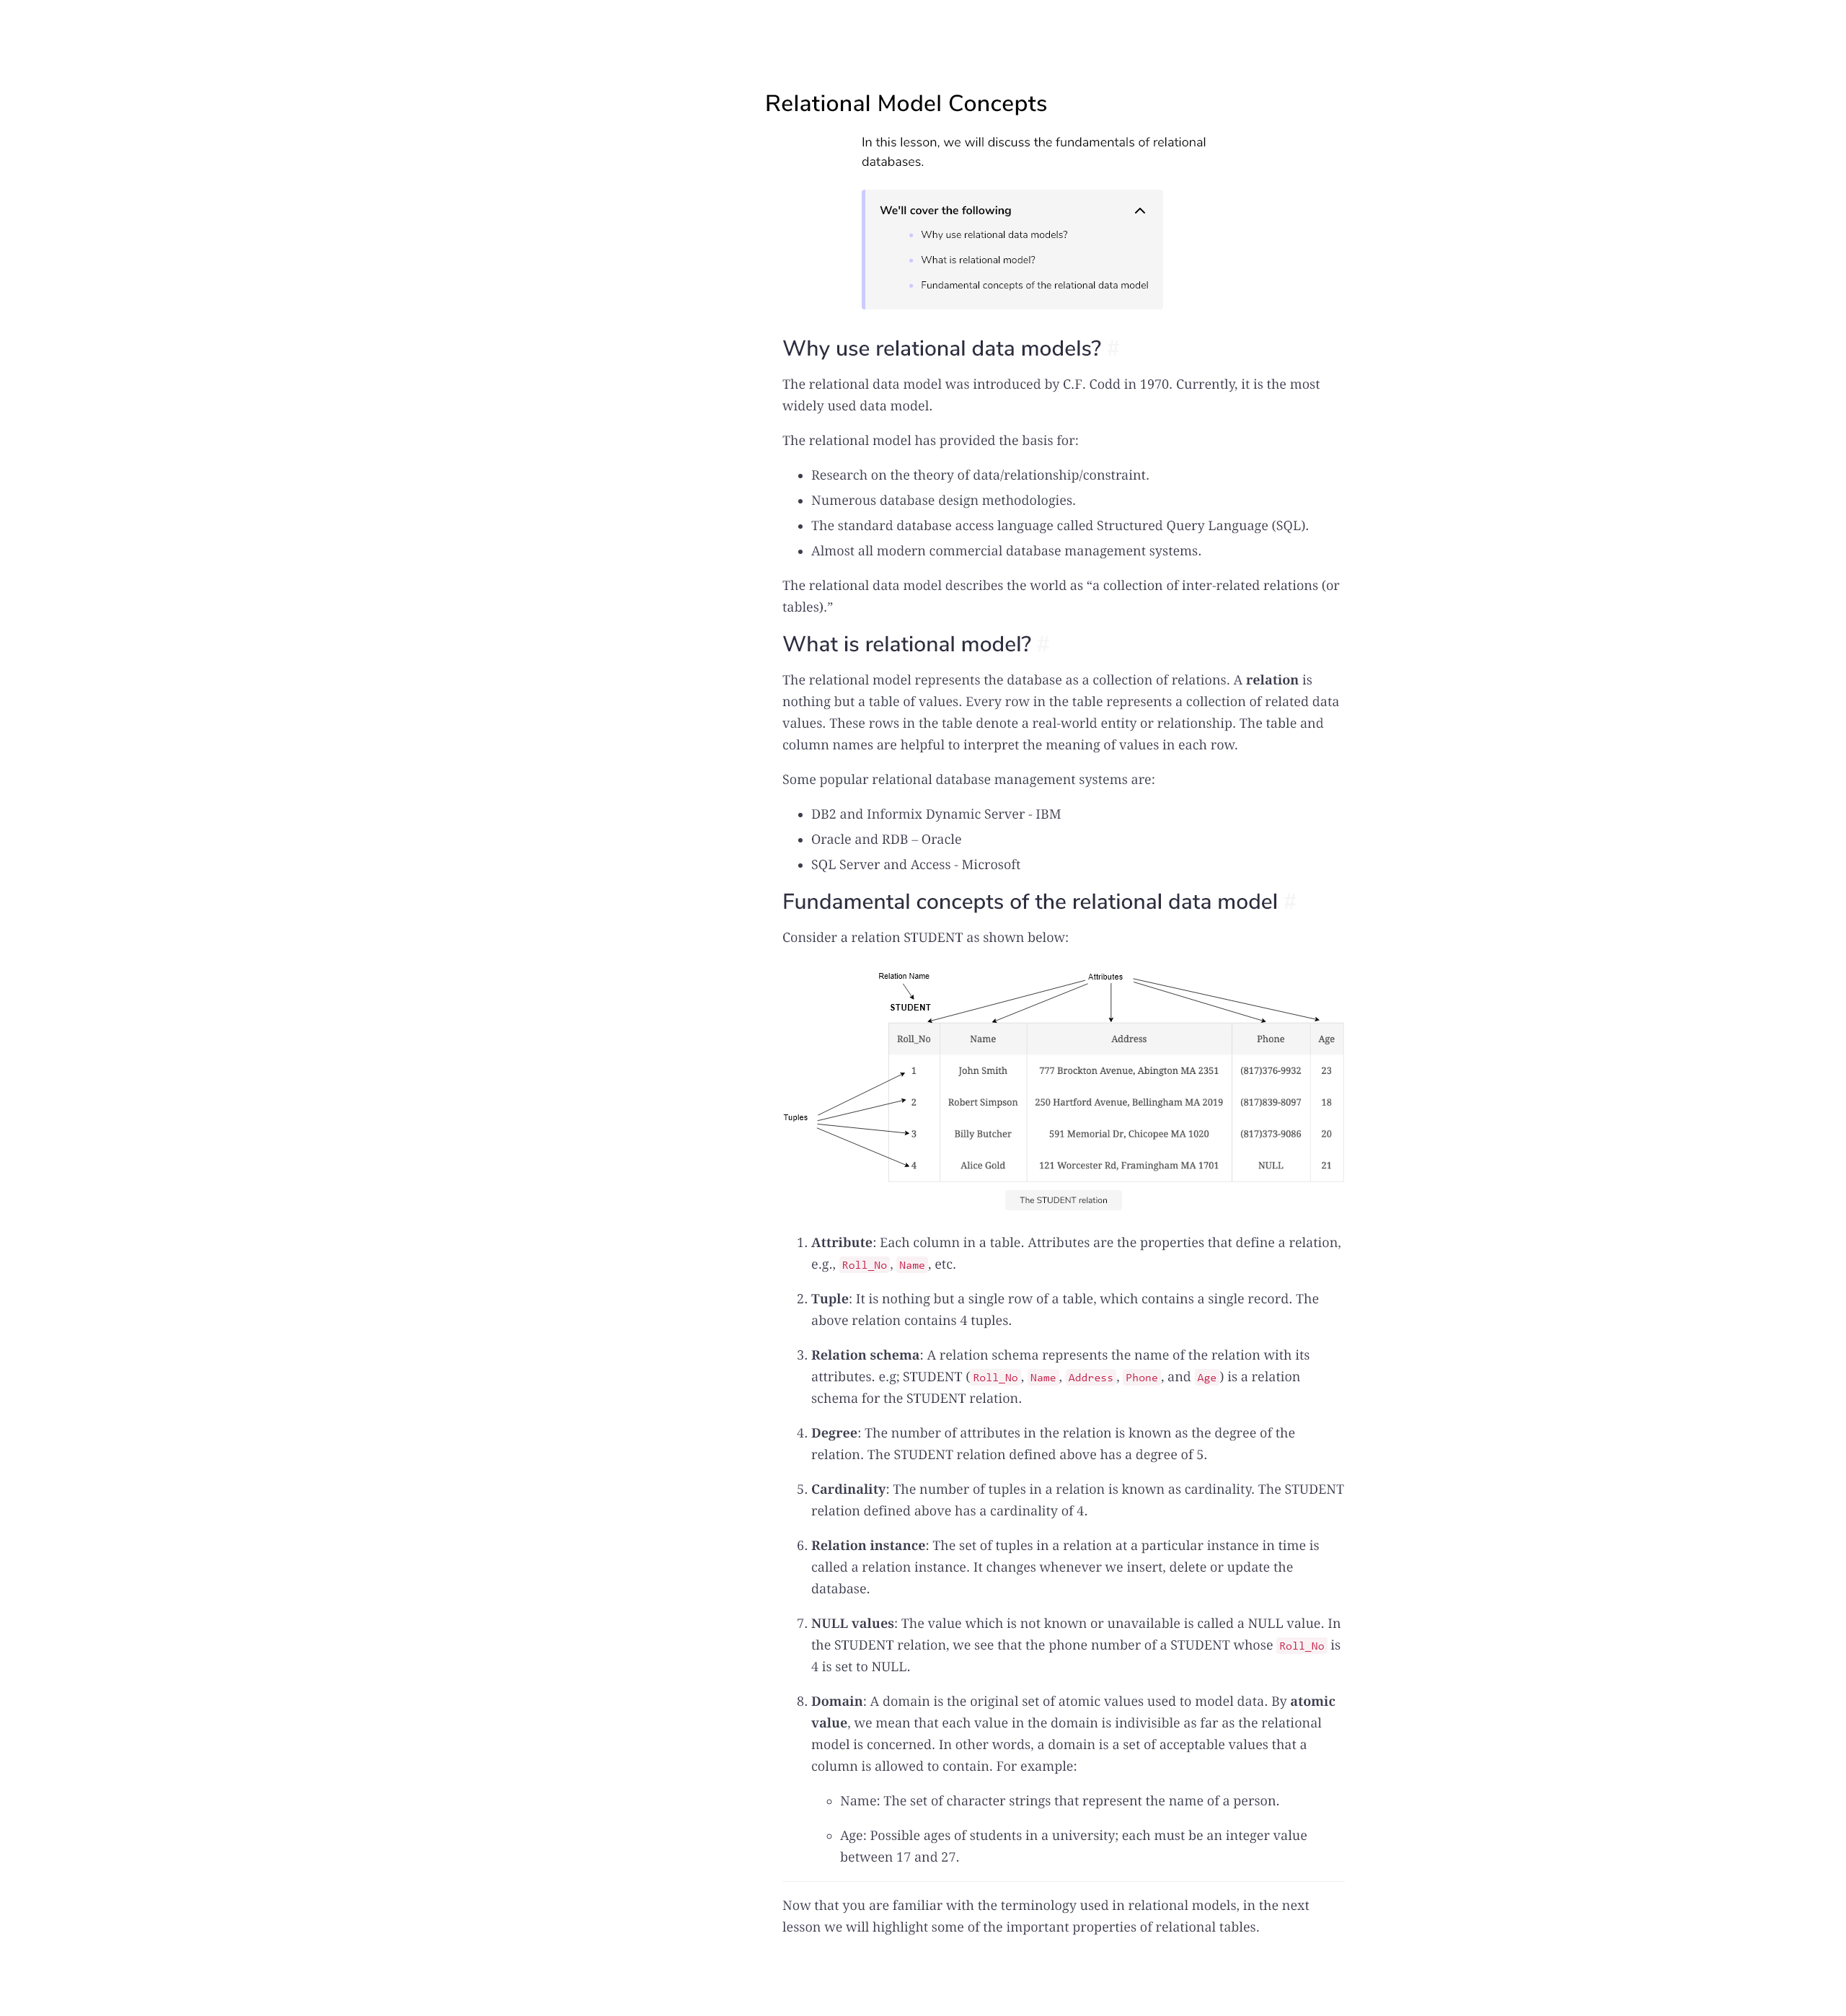 Relational Model Concepts
In this lesson, we will discuss the fundamentals of relational
databases.
We'll cover the following
Why use relational data models?
What is relational model?
Fundamental concepts of the relational data model
Why use relational data models? #
The relational data model was introduced by C.F. Codd in 1970. Currently, it is the most
widely used data model.
The relational model has provided the basis for:
• Research on the theory of data/relationship/constraint.
• Numerous database design methodologies.
• The standard database access language called Structured Query Language (SQL).
• Almost all modern commercial database management systems.
The relational data model describes the world as “a collection of inter-related relations (or
tables).”
What is relational model? #
The relational model represents the database as a collection of relations. A relation is
nothing but a table of values. Every row in the table represents a collection of related data
values. These rows in the table denote a real-world entity or relationship. The table and
column names are helpful to interpret the meaning of values in each row.
Some popular relational database management systems are:
• DB2 and Informix Dynamic Server - IBM
• Oracle and RDB – Oracle
• SQL Server and Access - Microsoft
Fundamental concepts of the relational data model #
Consider a relation STUDENT as shown below:
Relation Name
Attributes
STUDENT
Roll_No Name Address Phone Age
1 John Smith 777 Brockton Avenue, Abington MA 2351 (817)376-9932 23
2 Robert Simpson 250 Hartford Avenue, Bellingham MA 2019 (817)839-8097 18
Tuples
3 Billy Butcher 591 Memorial Dr, Chicopee MA 1020 (817)373-9086 20
4 Alice Gold 121 Worcester Rd, Framingham MA 1701 NULL 21
The STUDENT relation
1. Attribute: Each column in a table. Attributes are the properties that define a relation,
e.g., Roll_No, Name, etc.
2. Tuple: It is nothing but a single row of a table, which contains a single record. The
above relation contains 4 tuples.
3. Relation schema: A relation schema represents the name of the relation with its
attributes. e.g; STUDENT (Roll_No, Name, Address, Phone, and Age) is a relation
schema for the STUDENT relation.
4. Degree: The number of attributes in the relation is known as the degree of the
relation. The STUDENT relation defined above has a degree of 5.
5. Cardinality: The number of tuples in a relation is known as cardinality. The STUDENT
relation defined above has a cardinality of 4.
6. Relation instance: The set of tuples in a relation at a particular instance in time is
called a relation instance. It changes whenever we insert, delete or update the
database.
7. NULL values: The value which is not known or unavailable is called a NULL value. In
the STUDENT relation, we see that the phone number of a STUDENT whose Roll_No is
4 is set to NULL.
8. Domain: A domain is the original set of atomic values used to model data. By atomic
value, we mean that each value in the domain is indivisible as far as the relational
model is concerned. In other words, a domain is a set of acceptable values that a
column is allowed to contain. For example:
◦ Name: The set of character strings that represent the name of a person.
◦ Age: Possible ages of students in a university; each must be an integer value
between 17 and 27.
Now that you are familiar with the terminology used in relational models, in the next
lesson we will highlight some of the important properties of relational tables.